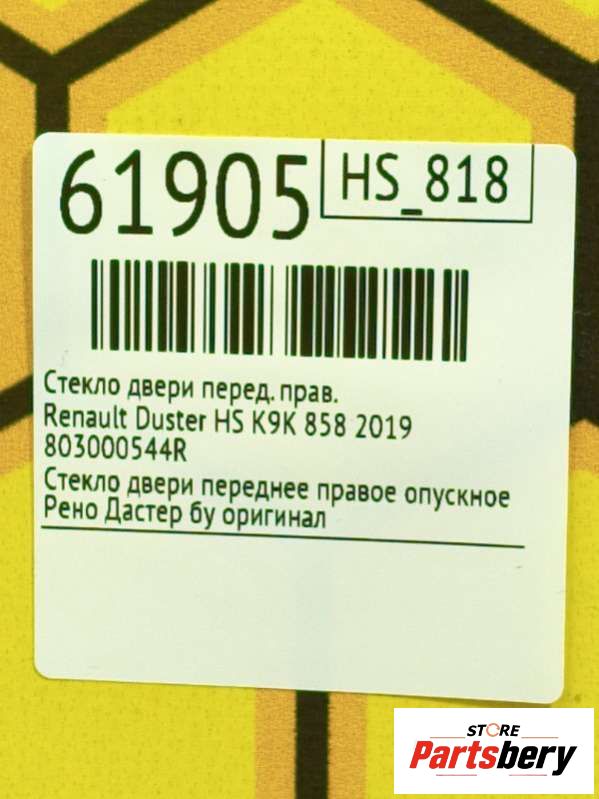 61905 HS_818
Стекло двери перед. прав.
Renault Duster HS K9K 858 2019
803000544R
Стекло двери переднее правое опускное
Рено Дастер бу оригинал
STORE
Partsbery